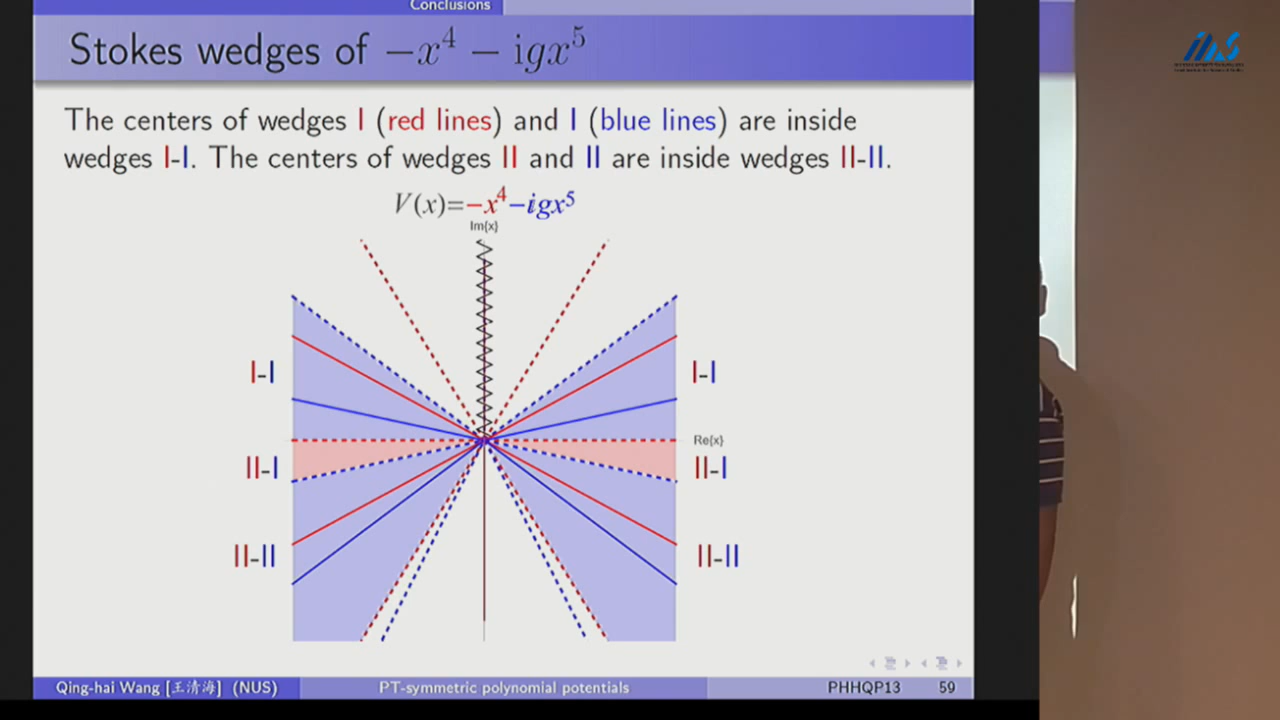 Conclusions
Stokes wedges of −x⁴ − igx⁵
The centers of wedges I (red lines) and I (blue lines) are inside
wedges I-I. The centers of wedges II and II are inside wedges II-II.
V(x)=−x⁴−igx⁵
Im{x}
I-I
I-I
Re{x}
II-I
II-I
II-II
II-II
Qing-hai Wang [王清海] (NUS) PT-symmetric polynomial potentials PHHQP13 59